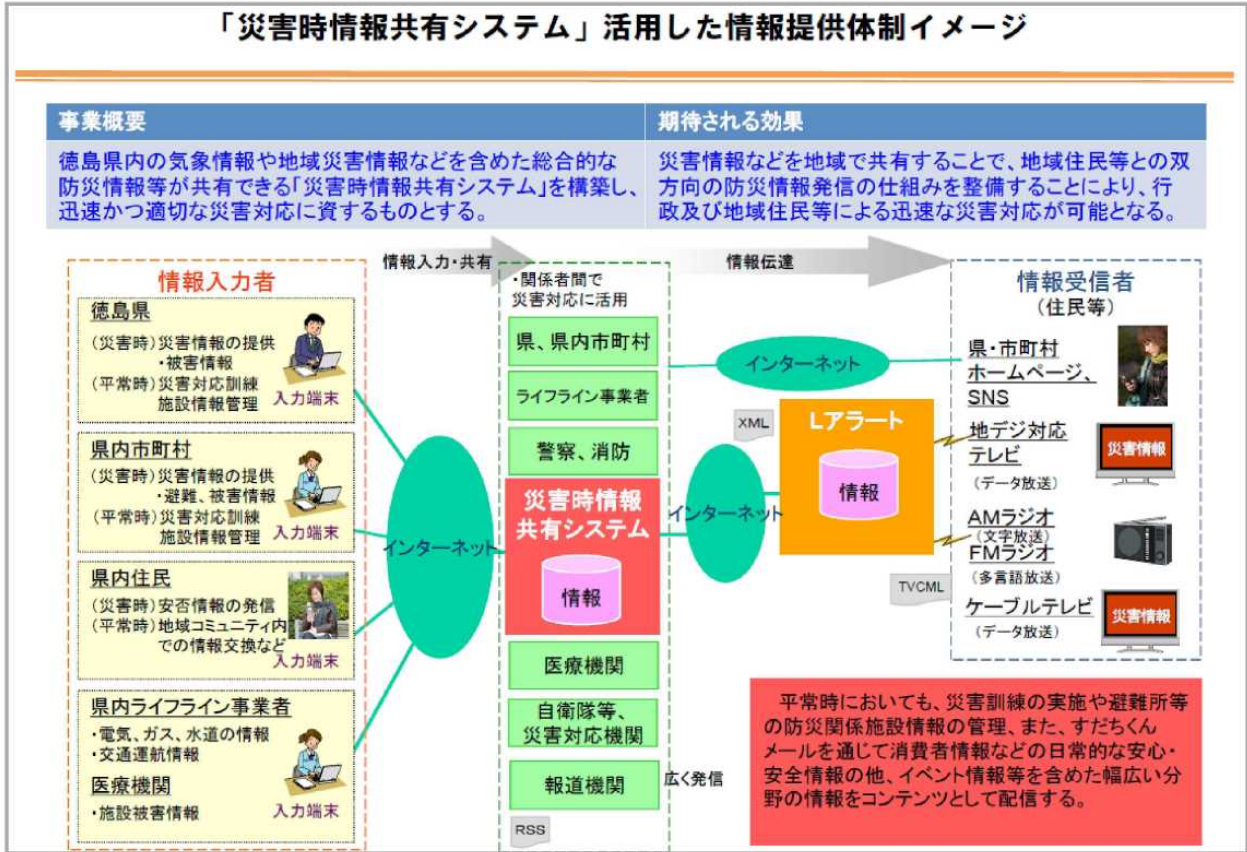 「災害時情報共有システム」活用した情報提供体制イメージ
事業概要
徳島県内の気象情報や地域災害情報などを含めた総合的な
防災情報等が共有できる「災害時情報共有システム」を構築し、
迅速かつ適切な災害対応に資するものとする。
期待される効果
災害情報などを地域で共有することで、地域住民等との双
方向の防災情報発信の仕組みを整備することにより、行
政及び地域住民等による迅速な災害対応が可能となる。
情報入力・共有
情報伝達
情報入力者
徳島県
(災害時)災害情報の提供
・被害情報
(平常時)災害対応訓練
施設情報管理
入力端末
県内市町村
(災害時)災害情報の提供
・避難、被害情報
(平常時)災害対応訓練
施設情報管理
入力端末
県内住民
(災害時)安否情報の発信
(平常時)地域コミュニティ内
での情報交換など
入力端末
県内ライフライン事業者
・電気、ガス、水道の情報
・交通運航情報
医療機関
・施設被害情報
入力端末
インターネット
・関係者間で
災害対応に活用
県、県内市町村
ライフライン事業者
警察、消防
災害時情報
共有システム
情報
医療機関
自衛隊等、
災害対応機関
報道機関
広く発信
RSS
インターネット
インターネット
XML
Lアラート
情報
TVCML
情報受信者
(住民等)
県・市町村
ホームページ、
SNS
地デジ対応
テレビ
(データ放送)
災害情報
AMラジオ
(文字放送)
FMラジオ
(多言語放送)
ケーブルテレビ
(データ放送)
災害情報
平常時においても、災害訓練の実施や避難所等
の防災関係施設情報の管理、また、すだちくん
メールを通じて消費者情報などの日常的な安心・
安全情報の他、イベント情報等を含めた幅広い分
野の情報をコンテンツとして配信する。